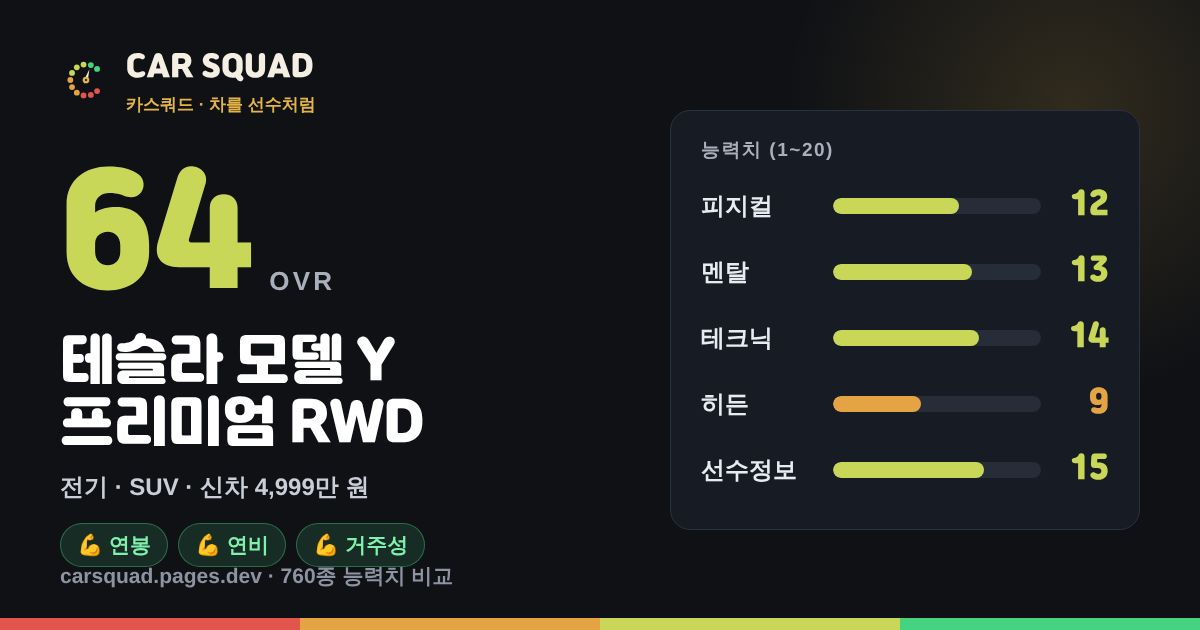 CAR SQUAD
카스쿼드 · 차를 선수처럼
64 OVR
테슬라 모델 Y
프리미엄 RWD
전기 · SUV · 신차 4,999만 원
💪 연봉 💪 연비 💪 거주성
carsquad.pages.dev · 760종 능력치 비교
능력치 (1~20)
피지컬 12
멘탈 13
테크닉 14
히든 9
선수정보 15